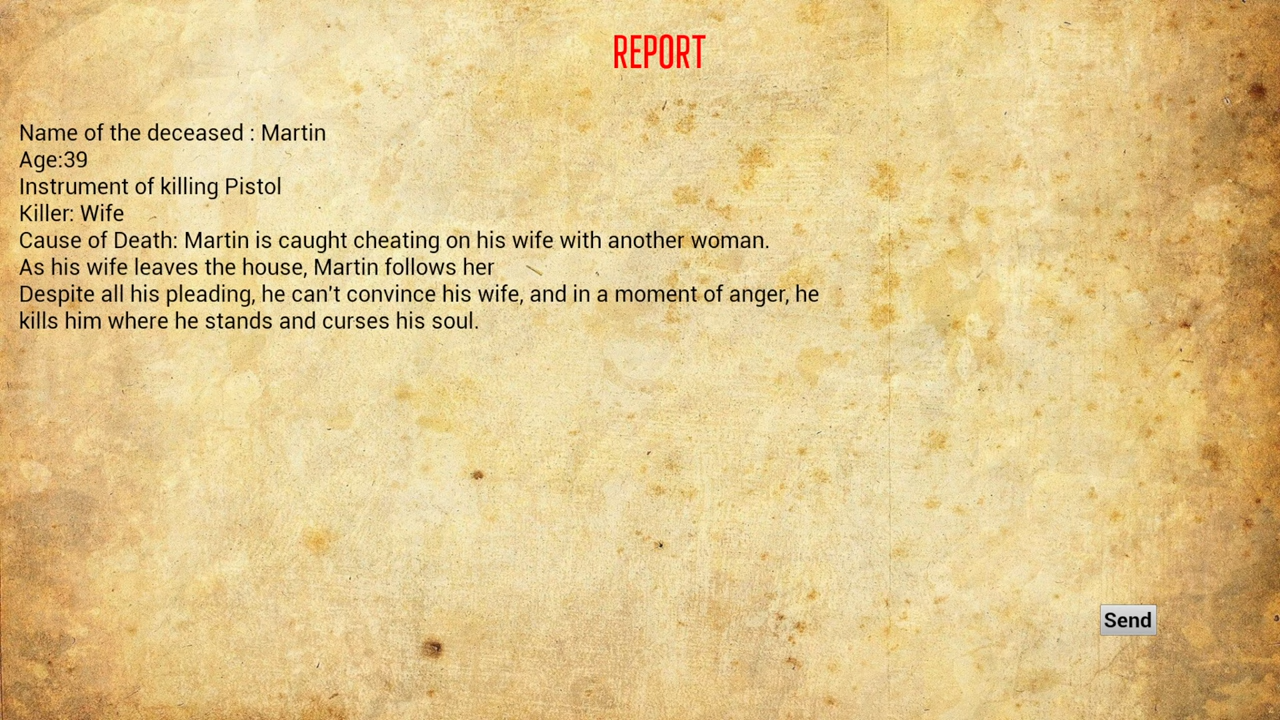 REPORT
Name of the deceased : Martin
Age:39
Instrument of killing Pistol
Killer: Wife
Cause of Death: Martin is caught cheating on his wife with another woman.
As his wife leaves the house, Martin follows her
Despite all his pleading, he can't convince his wife, and in a moment of anger, he
kills him where he stands and curses his soul.
Send